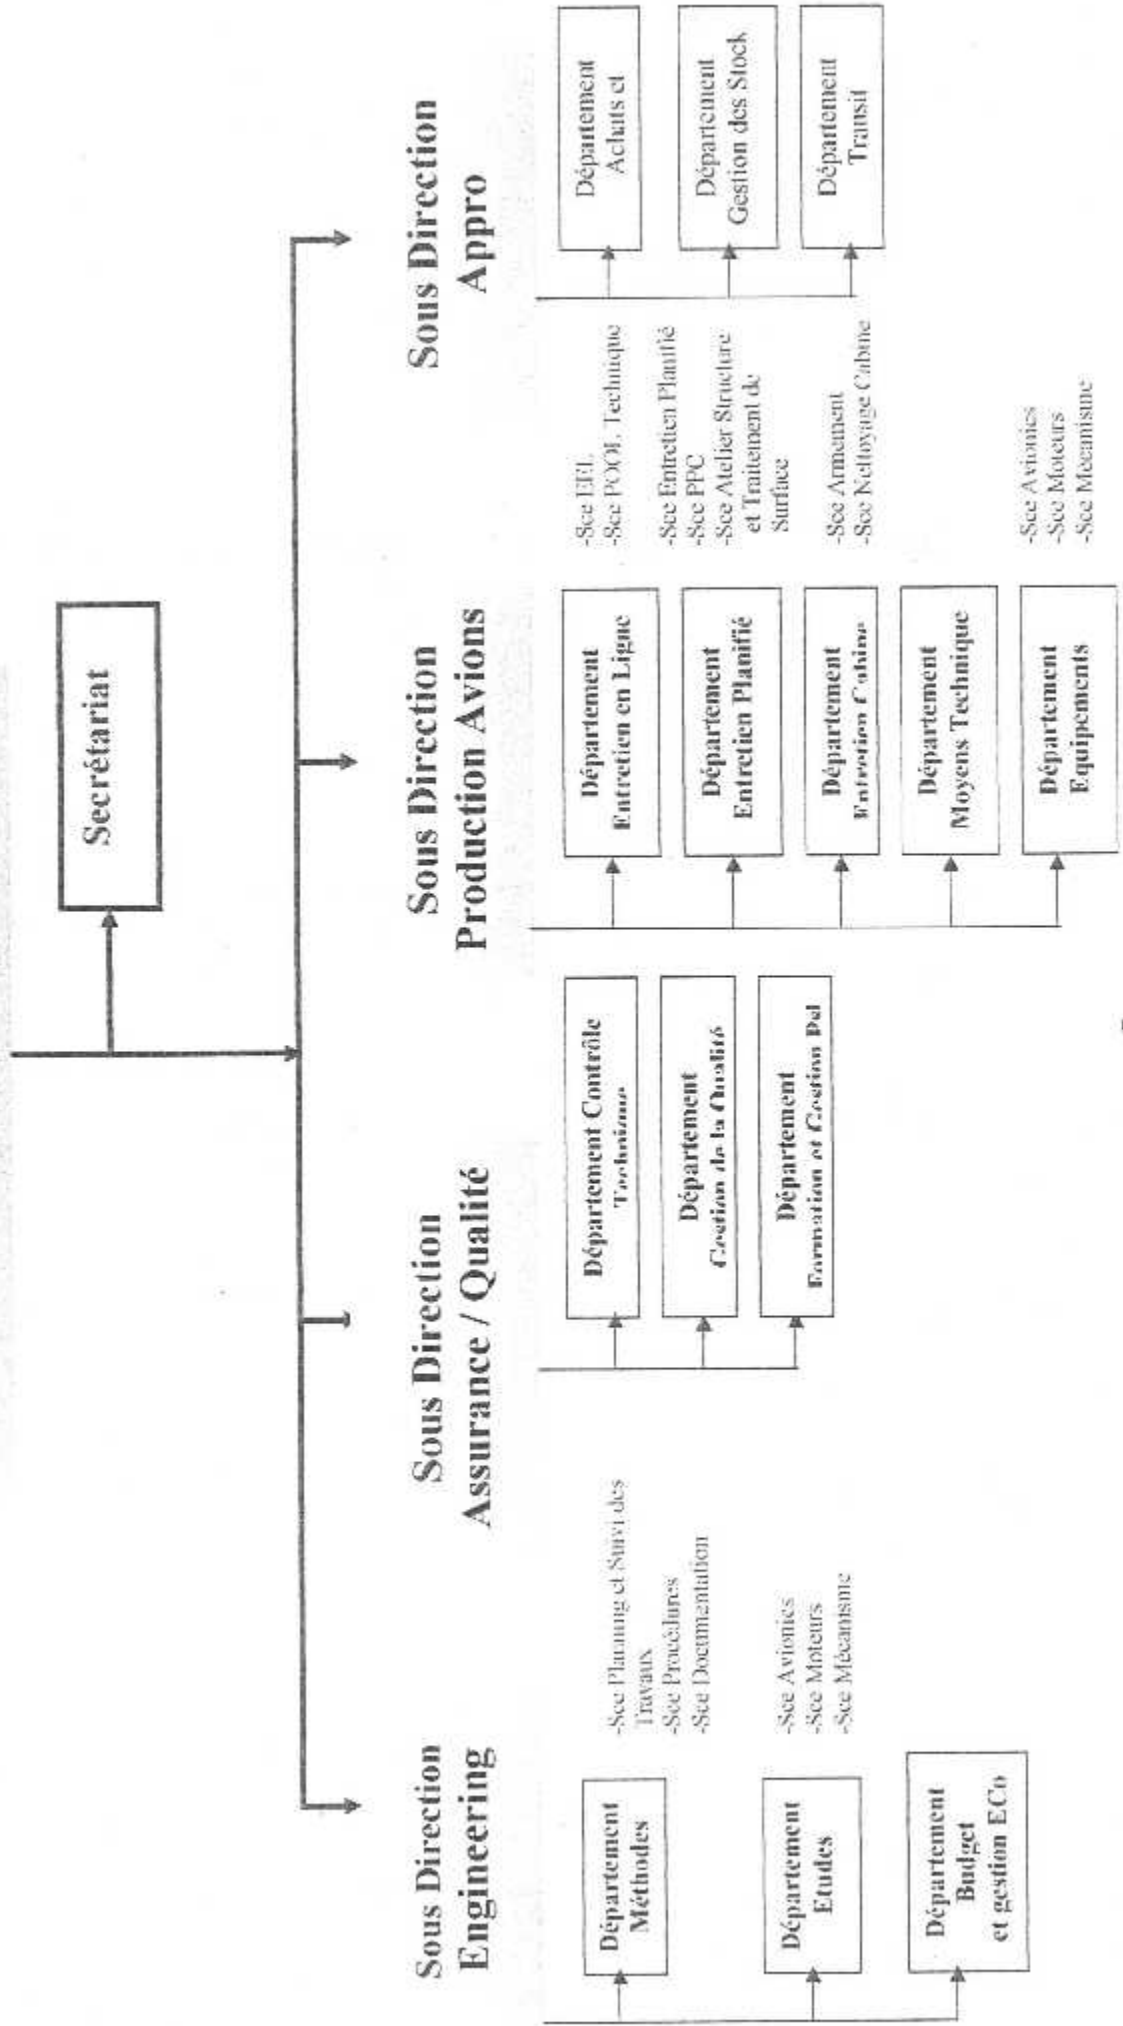 Secrétariat
Sous Direction
Engineering
Département
Méthodes
-Sce Planning et Suivi des
Travaux
-Sce Procédures
-Sce Documentation
Département
Etudes
-Sce Avionics
-Sce Moteurs
-Sce Mécanisme
Département
Budget
et gestion ECo
Sous Direction
Assurance / Qualité
Département Contrôle
Technique
Département
Gestion de la Qualité
Département
Formation et Gestion Pel
Sous Direction
Production Avions
Département
Entretien en Ligne
-Sce EFL
-Sce POOL Technique
Département
Entretien Planifié
-Sce Entretien Planifié
-Sce PPC
-Sce Atelier Structure
et Traitement de
Surface
Département
Entretien Cabine
-Sce Armement
-Sce Nettoyage Cabine
Département
Moyens Technique
Département
Equipements
-Sce Avionics
-Sce Moteurs
-Sce Mecanisme
Sous Direction
Appro
Département
Achats et
Département
Gestion des Stock
Département
Transit